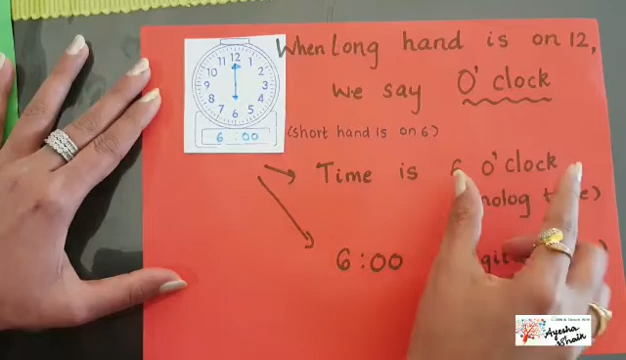 When Long hand is on 12,
We say O' clock
(short hand is on 6)
Time is 6 O'clock
6:00
12
11 1
10 2
9 3
8 4
7 5
6
6 :00
Ayesha
Shaik